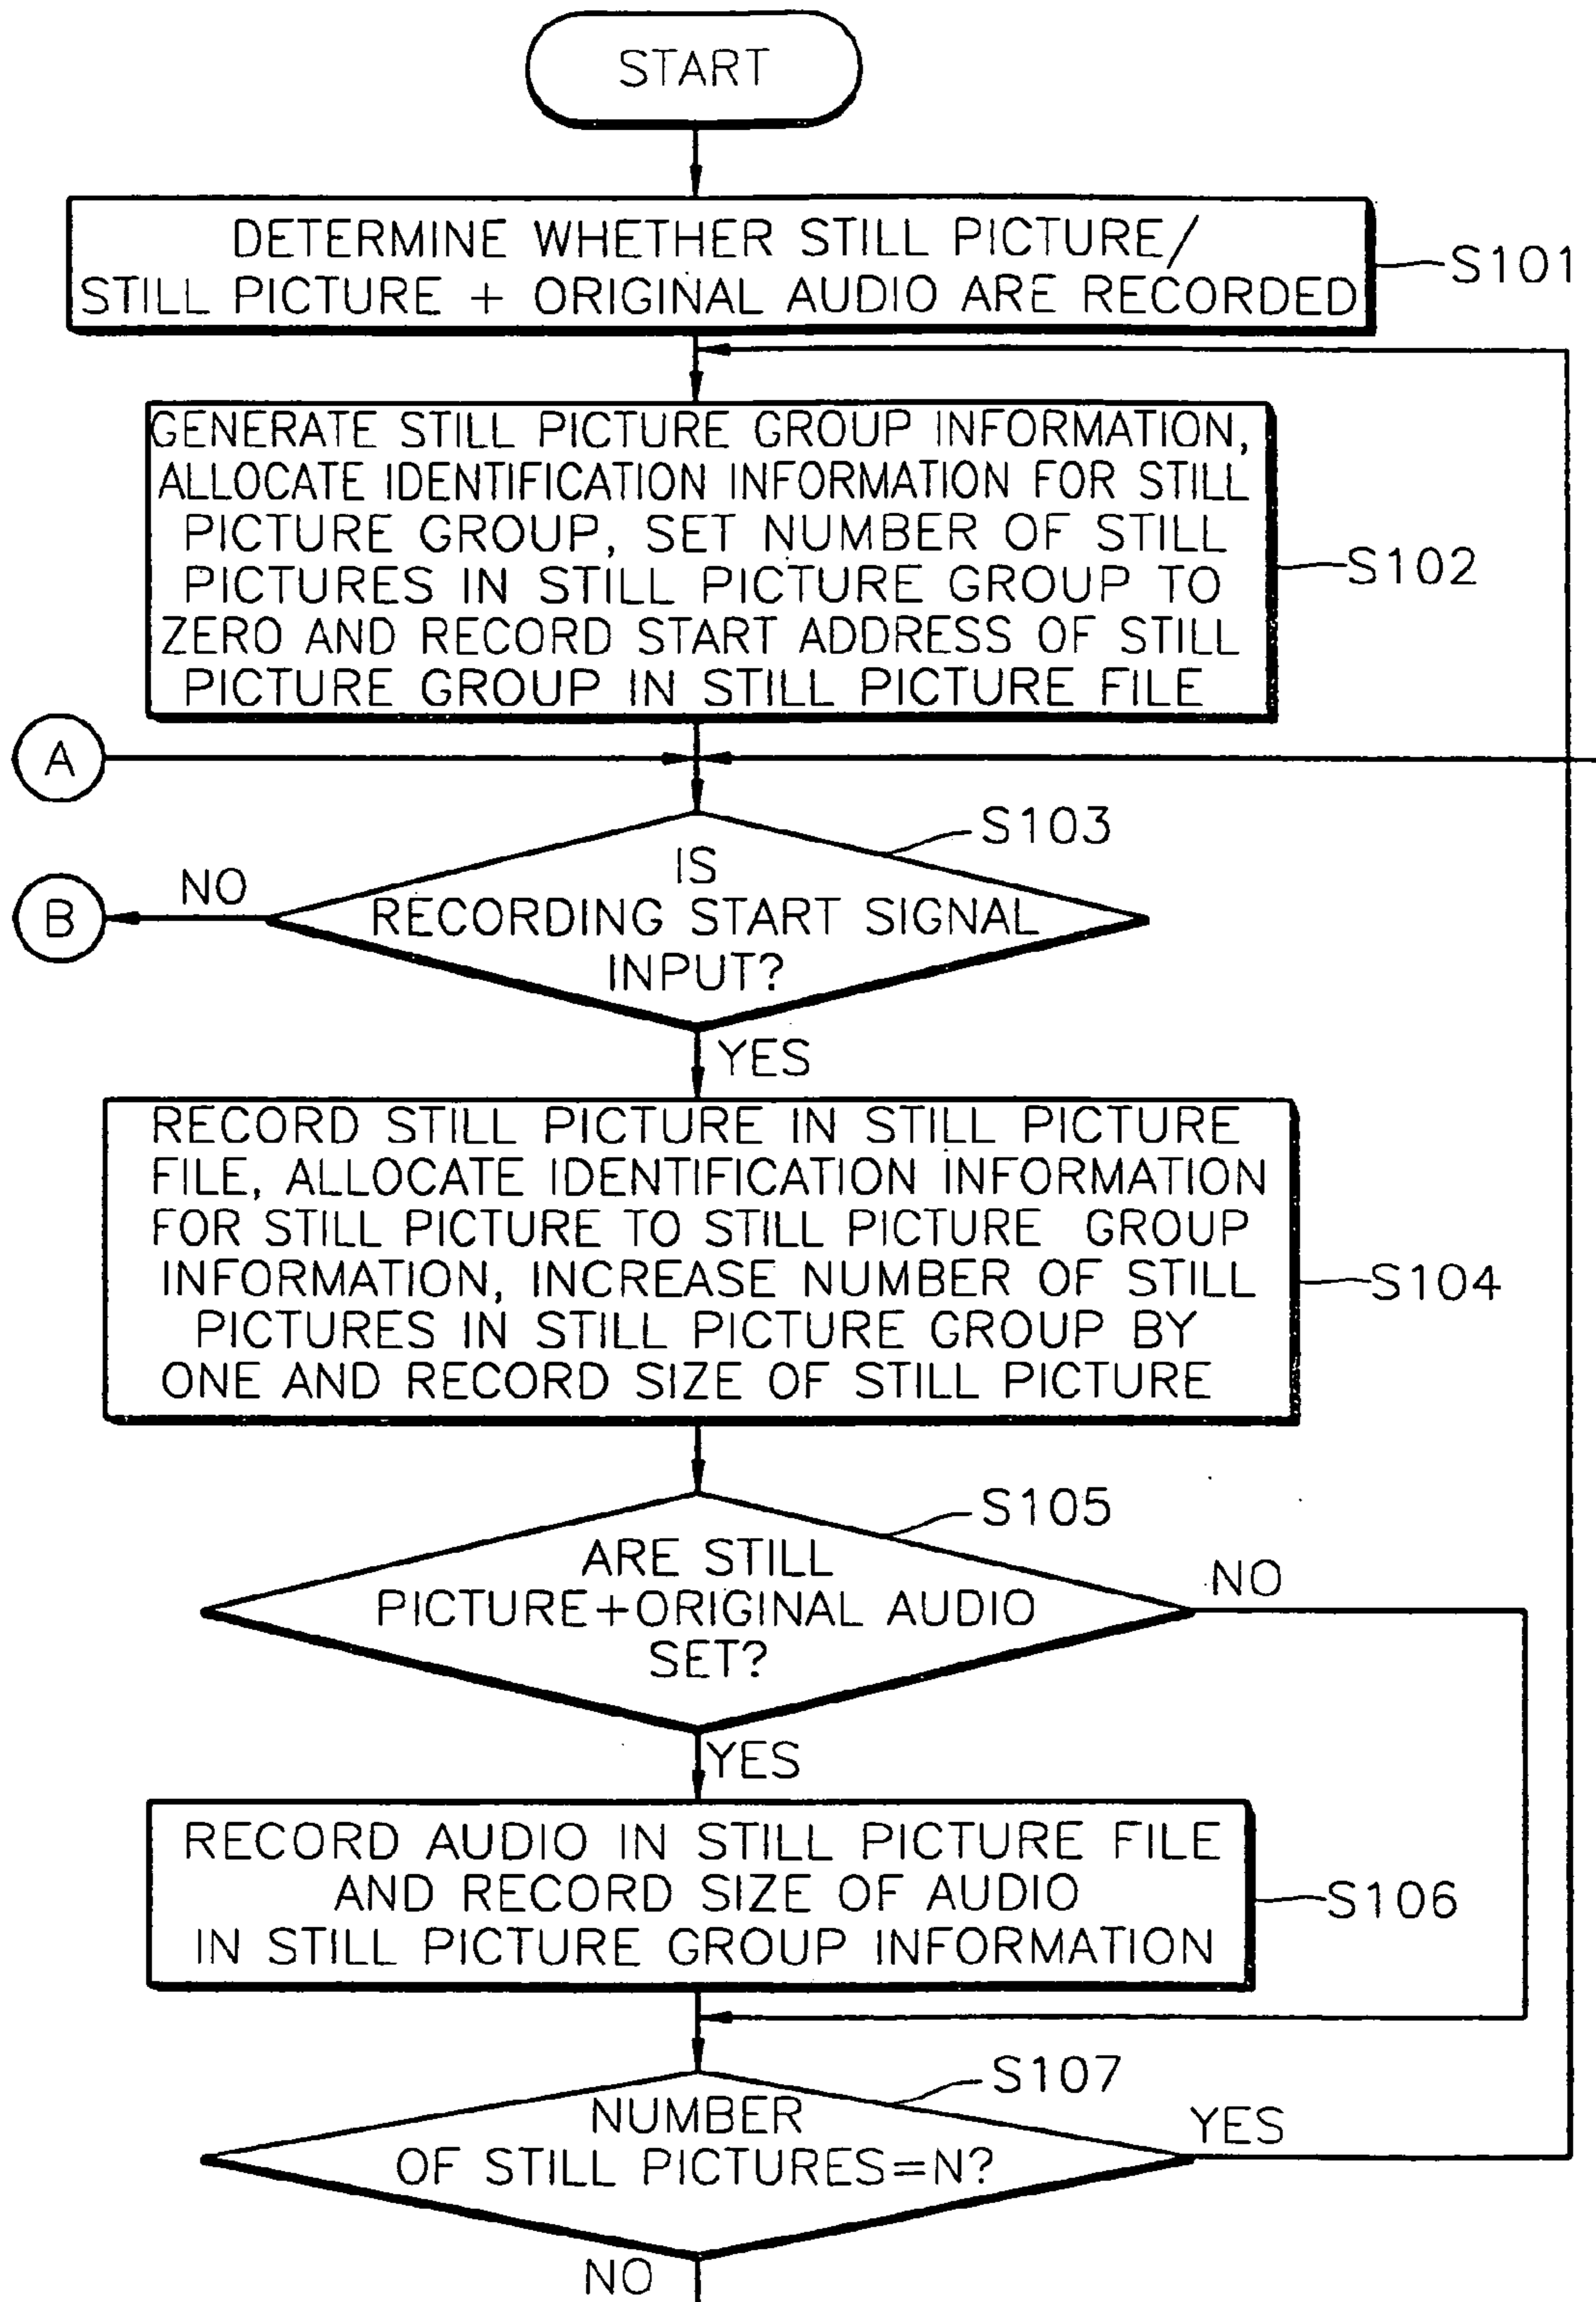 START
DETERMINE WHETHER STILL PICTURE/
STILL PICTURE + ORIGINAL AUDIO ARE RECORDED
S101
GENERATE STILL PICTURE GROUP INFORMATION,
ALLOCATE IDENTIFICATION INFORMATION FOR STILL
PICTURE GROUP, SET NUMBER OF STILL
PICTURES IN STILL PICTURE GROUP TO
ZERO AND RECORD START ADDRESS OF STILL
PICTURE GROUP IN STILL PICTURE FILE
S102
A
S103
IS
RECORDING START SIGNAL
INPUT?
NO
B
YES
RECORD STILL PICTURE IN STILL PICTURE
FILE, ALLOCATE IDENTIFICATION INFORMATION
FOR STILL PICTURE TO STILL PICTURE GROUP
INFORMATION, INCREASE NUMBER OF STILL
PICTURES IN STILL PICTURE GROUP BY
ONE AND RECORD SIZE OF STILL PICTURE
S104
S105
ARE STILL
PICTURE+ORIGINAL AUDIO
SET?
NO
YES
RECORD AUDIO IN STILL PICTURE FILE
AND RECORD SIZE OF AUDIO
IN STILL PICTURE GROUP INFORMATION
S106
S107
NUMBER
OF STILL PICTURES=N?
YES
NO